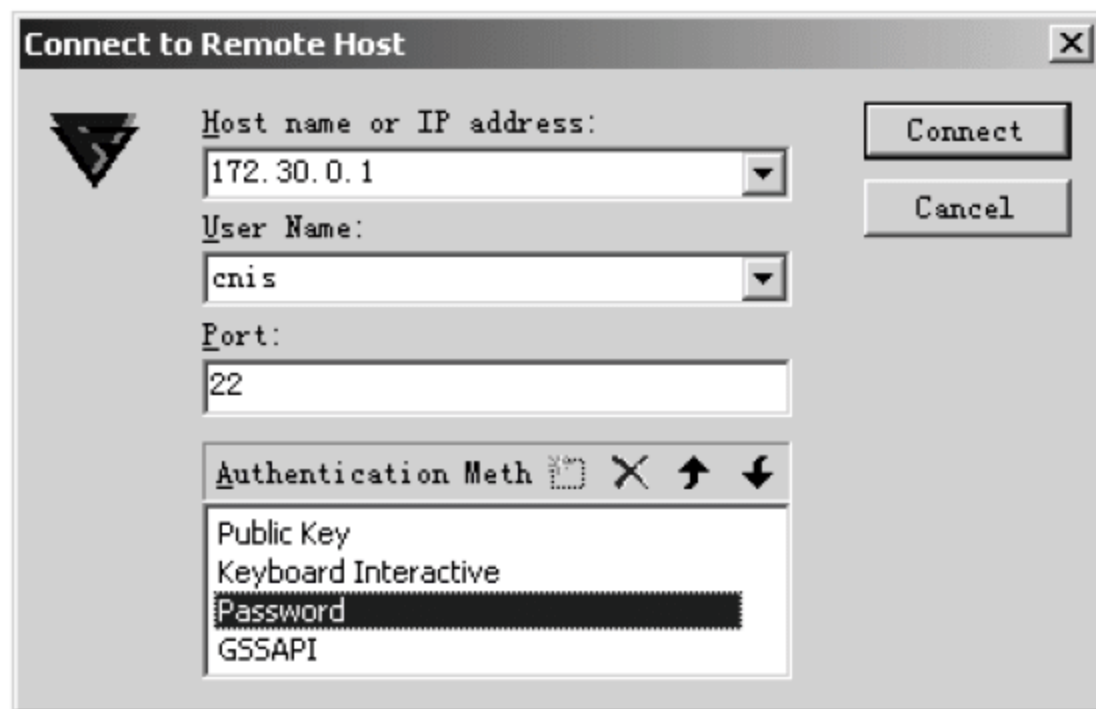 Connect to Remote Host
Host name or IP address:
172.30.0.1
Connect
User Name:
Cancel
cnis
Port:
22
Authentication Meth
Public Key
Keyboard Interactive
Password
GSSAPI